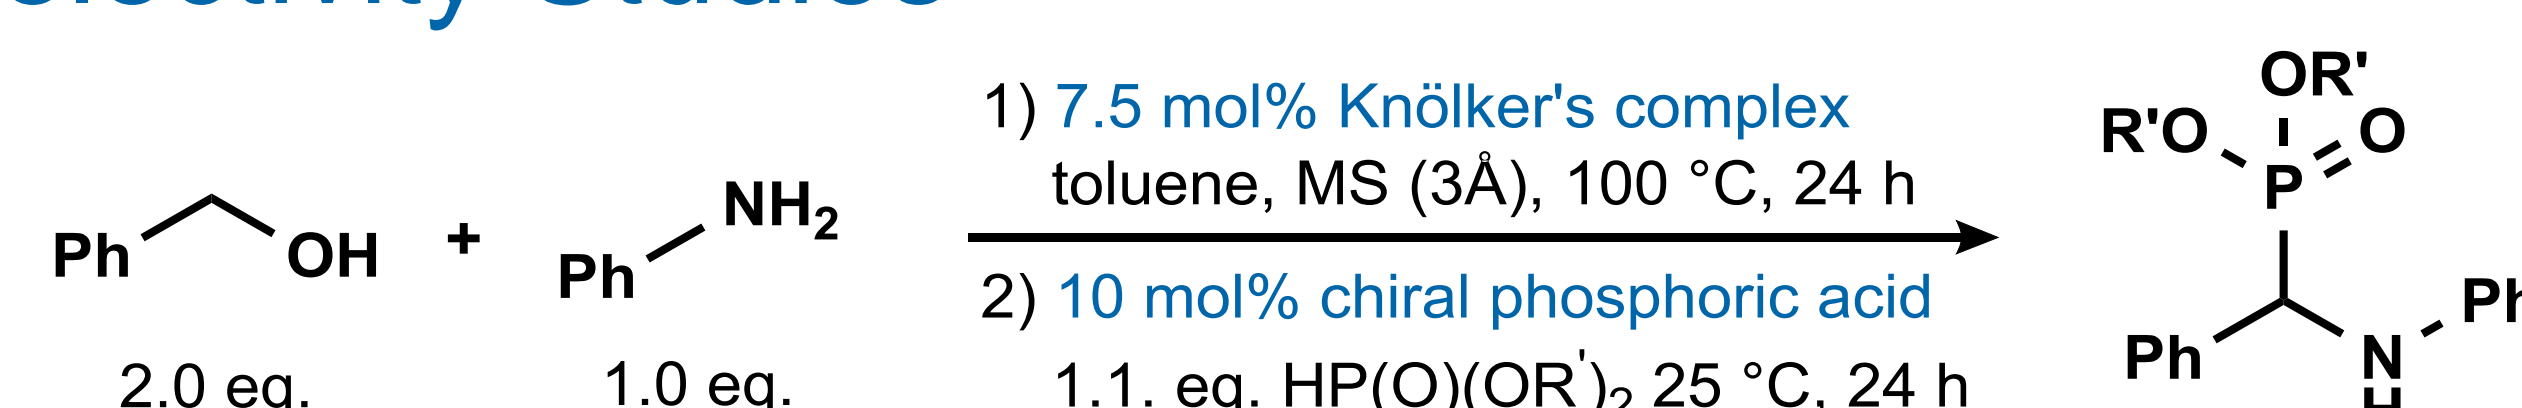 OR'
1) 7.5 mol% Knölker's complex
R'O O
toluene, MS (3Å), 100 °C, 24 h
P
NH₂
Ph OH + Ph
2) 10 mol% chiral phosphoric acid
Ph
Ph N
H
2.0 eq. 1.0 eq.
1.1. eq. HP(O)(OR')₂ 25 °C, 24 h